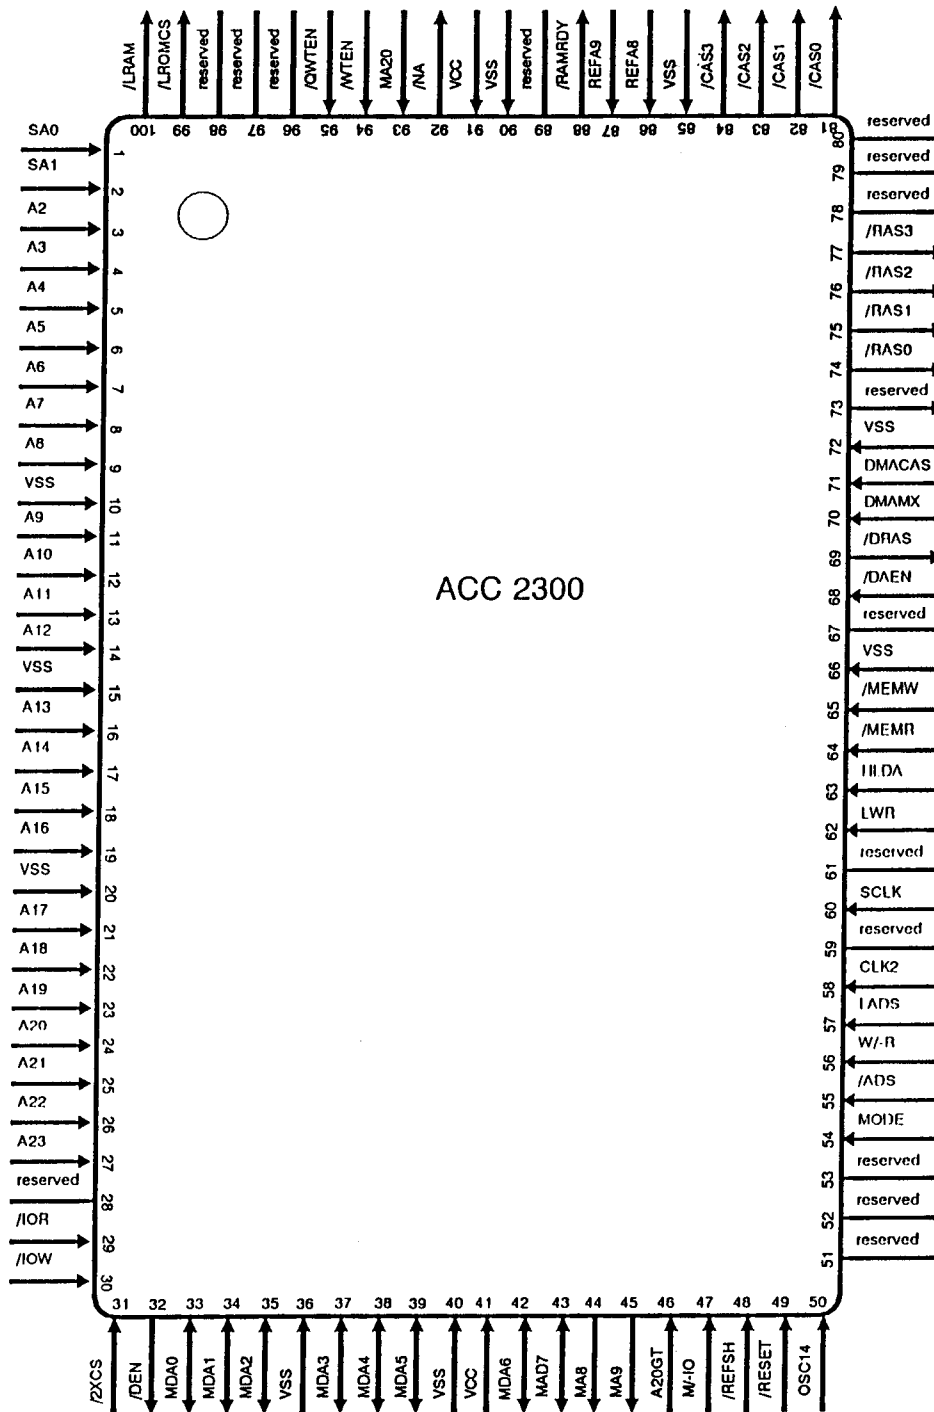 /LRAM
/LROMCS
reserved
reserved
reserved
/QWTEN
/WTEN
MA20
/NA
VCC
VSS
reserved
/RAMRDY
REFA9
REFA8
VSS
/CAS3
/CAS2
/CAS1
/CAS0
100
99
98
97
96
95
94
93
92
91
90
89
88
87
86
85
84
83
82
81
SA0
1
SA1
2
A2
3
A3
4
A4
5
A5
6
A6
7
A7
8
A8
9
VSS
10
A9
11
A10
12
A11
13
A12
14
VSS
15
A13
16
A14
17
A15
18
A16
19
VSS
20
A17
21
A18
22
A19
23
A20
24
A21
25
A22
26
A23
27
reserved
28
/IOR
29
/IOW
30
ACC 2300
reserved
80
reserved
79
reserved
78
/RAS3
77
/RAS2
76
/RAS1
75
/RAS0
74
reserved
73
VSS
72
DMACAS
71
DMAMX
70
/DRAS
69
/DAEN
68
reserved
67
VSS
66
/MEMW
65
/MEMR
64
HLDA
63
LWR
62
reserved
61
SCLK
60
reserved
59
CLK2
58
LADS
57
W/-R
56
/ADS
55
MODE
54
reserved
53
reserved
52
reserved
51
31
32
33
34
35
36
37
38
39
40
41
42
43
44
45
46
47
48
49
50
/2XCS
/DEN
MDA0
MDA1
MDA2
VSS
MDA3
MDA4
MDA5
VSS
VCC
MDA6
MAD7
MA8
MA9
A20GT
M/-IO
/REFSH
/RESET
OSC14